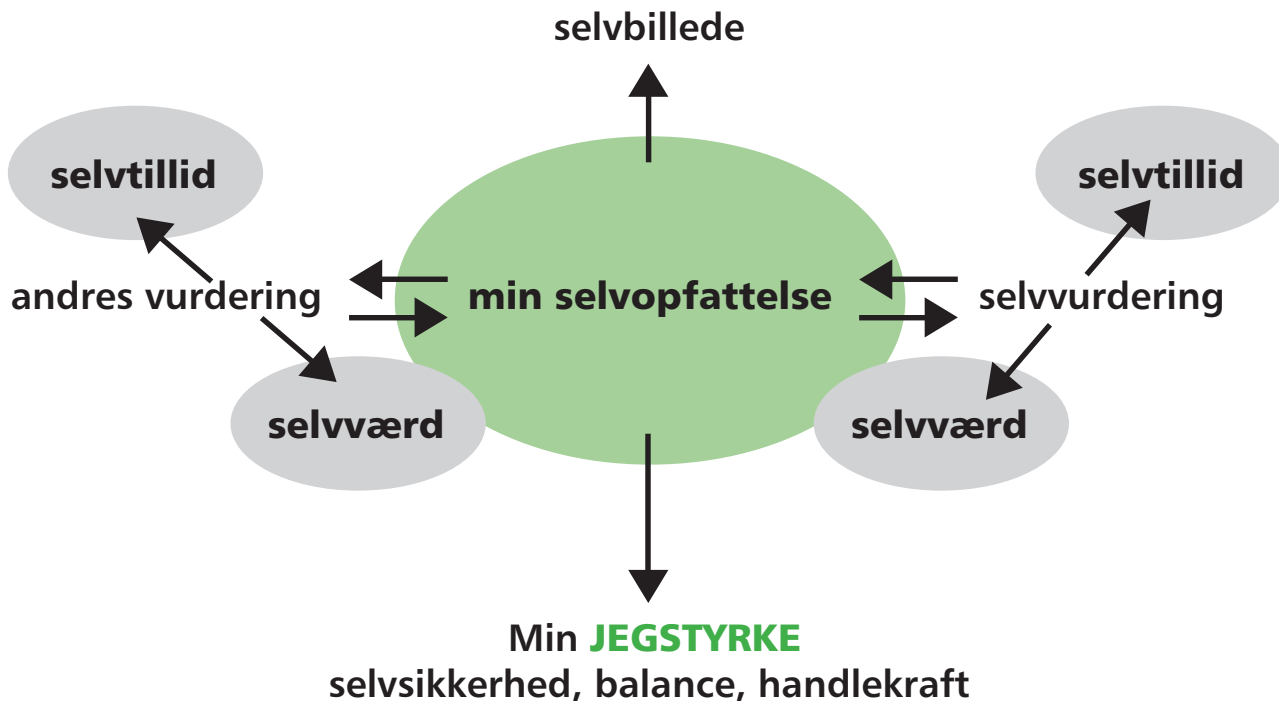 selvbillede
selvtillid
selvtillid
andres vurdering
min selvopfattelse
selvvurdering
selvværd
selvværd
Min JEGSTYRKE
selvsikkerhed, balance, handlekraft